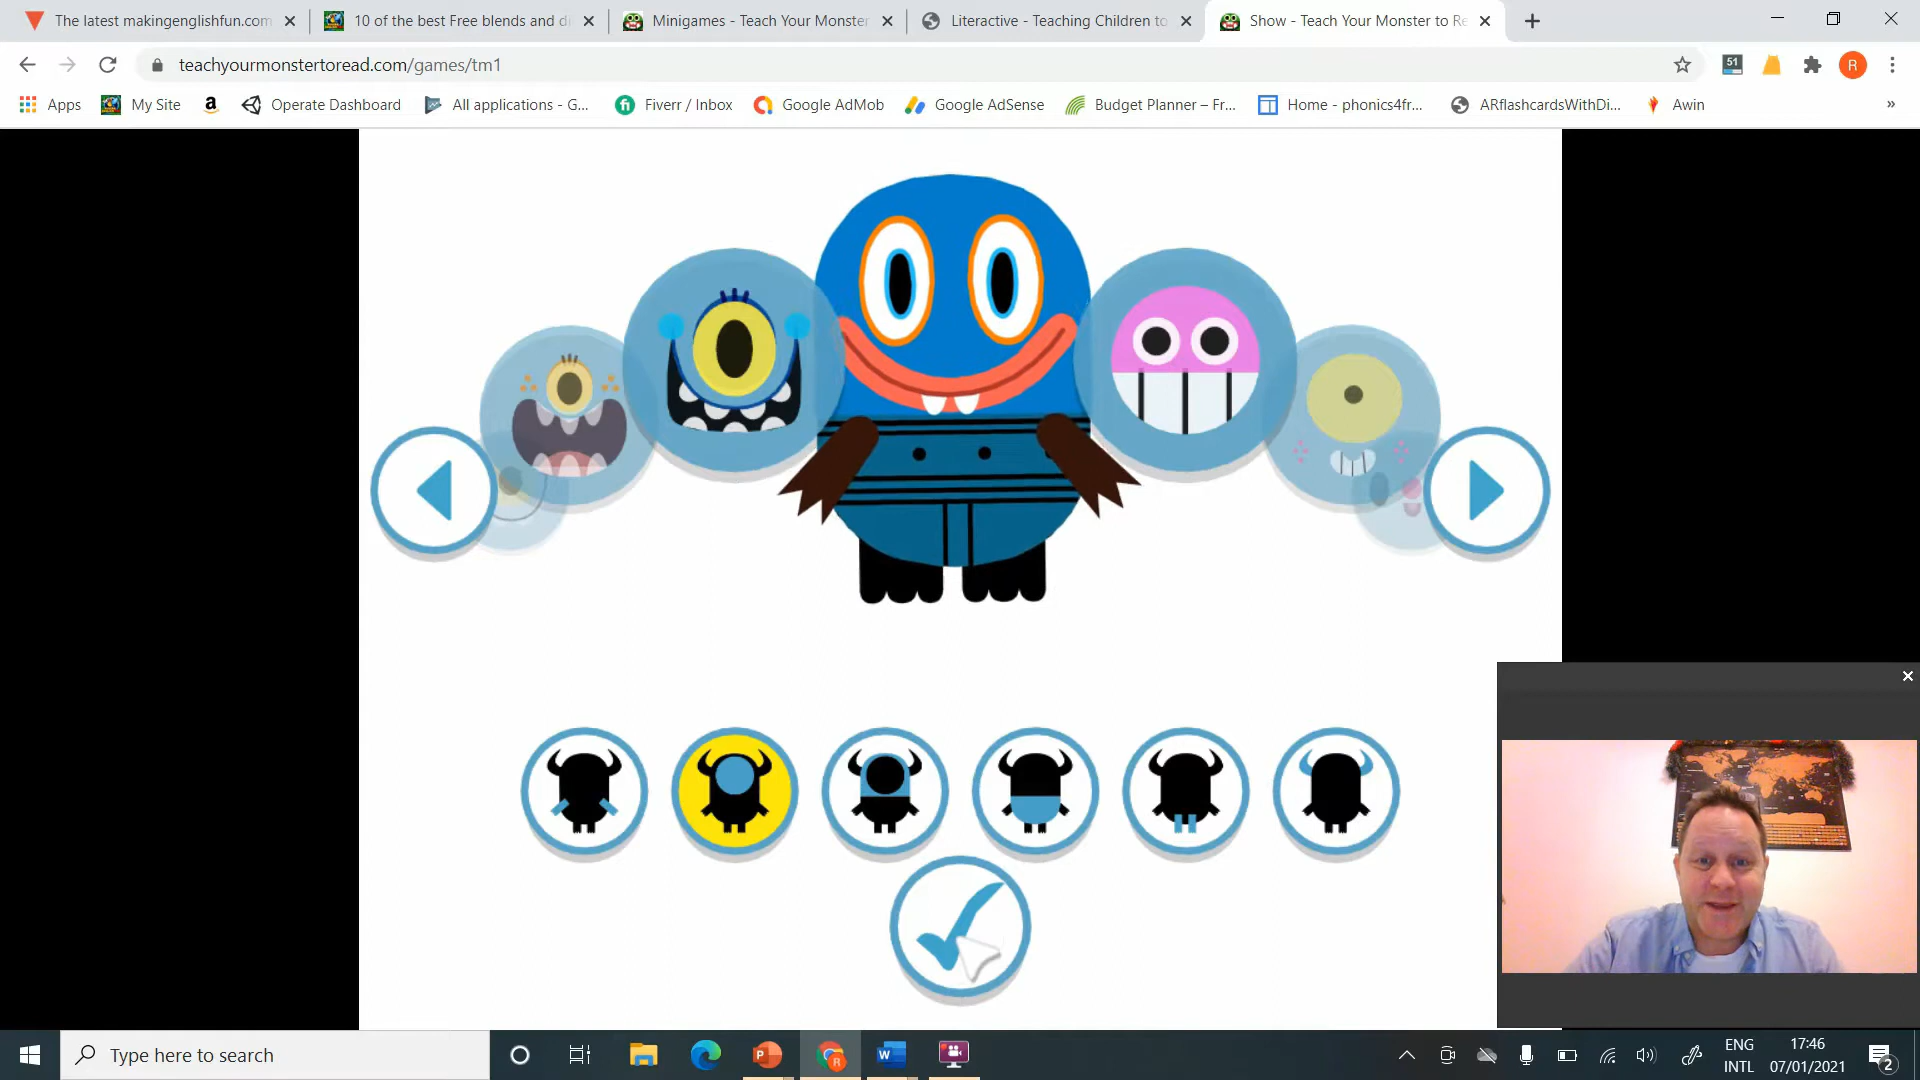 The latest makingenglishfun.com
10 of the best Free blends and di
Minigames - Teach Your Monster
Literactive - Teaching Children to
Show - Teach Your Monster to Re
teachyourmonstertoread.com/games/tm1
51
R
Apps
My Site
Operate Dashboard
All applications - G...
Fiverr / Inbox
Google AdMob
Google AdSense
Budget Planner – Fr...
Home - phonics4fr...
ARflashcardsWithDi...
Awin
»
Type here to search
ENG
INTL
17:46
07/01/2021
2